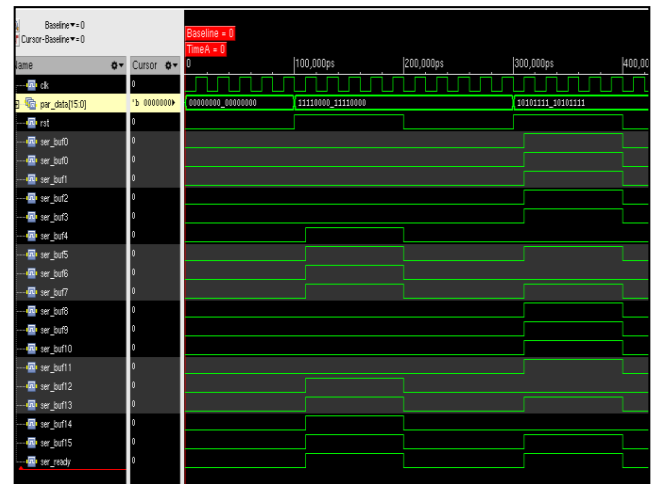 Baseline▼=0
Cursor-Baseline▼=0
Baseline = 0
TimeA = 0
Name Cursor 0 100,000ps 200,000ps 300,000ps 400,00
clk 0
par_data[15:0] 'b 0000000 00000000_00000000 11110000_11110000 10101111_10101111
rst 0
ser_buf0 0
ser_buf0 0
ser_buf1 0
ser_buf2 0
ser_buf3 0
ser_buf4 0
ser_buf5 0
ser_buf6 0
ser_buf7 0
ser_buf8 0
ser_buf9 0
ser_buf10 0
ser_buf11 0
ser_buf12 0
ser_buf13 0
ser_buf14 0
ser_buf15 0
ser_ready 0